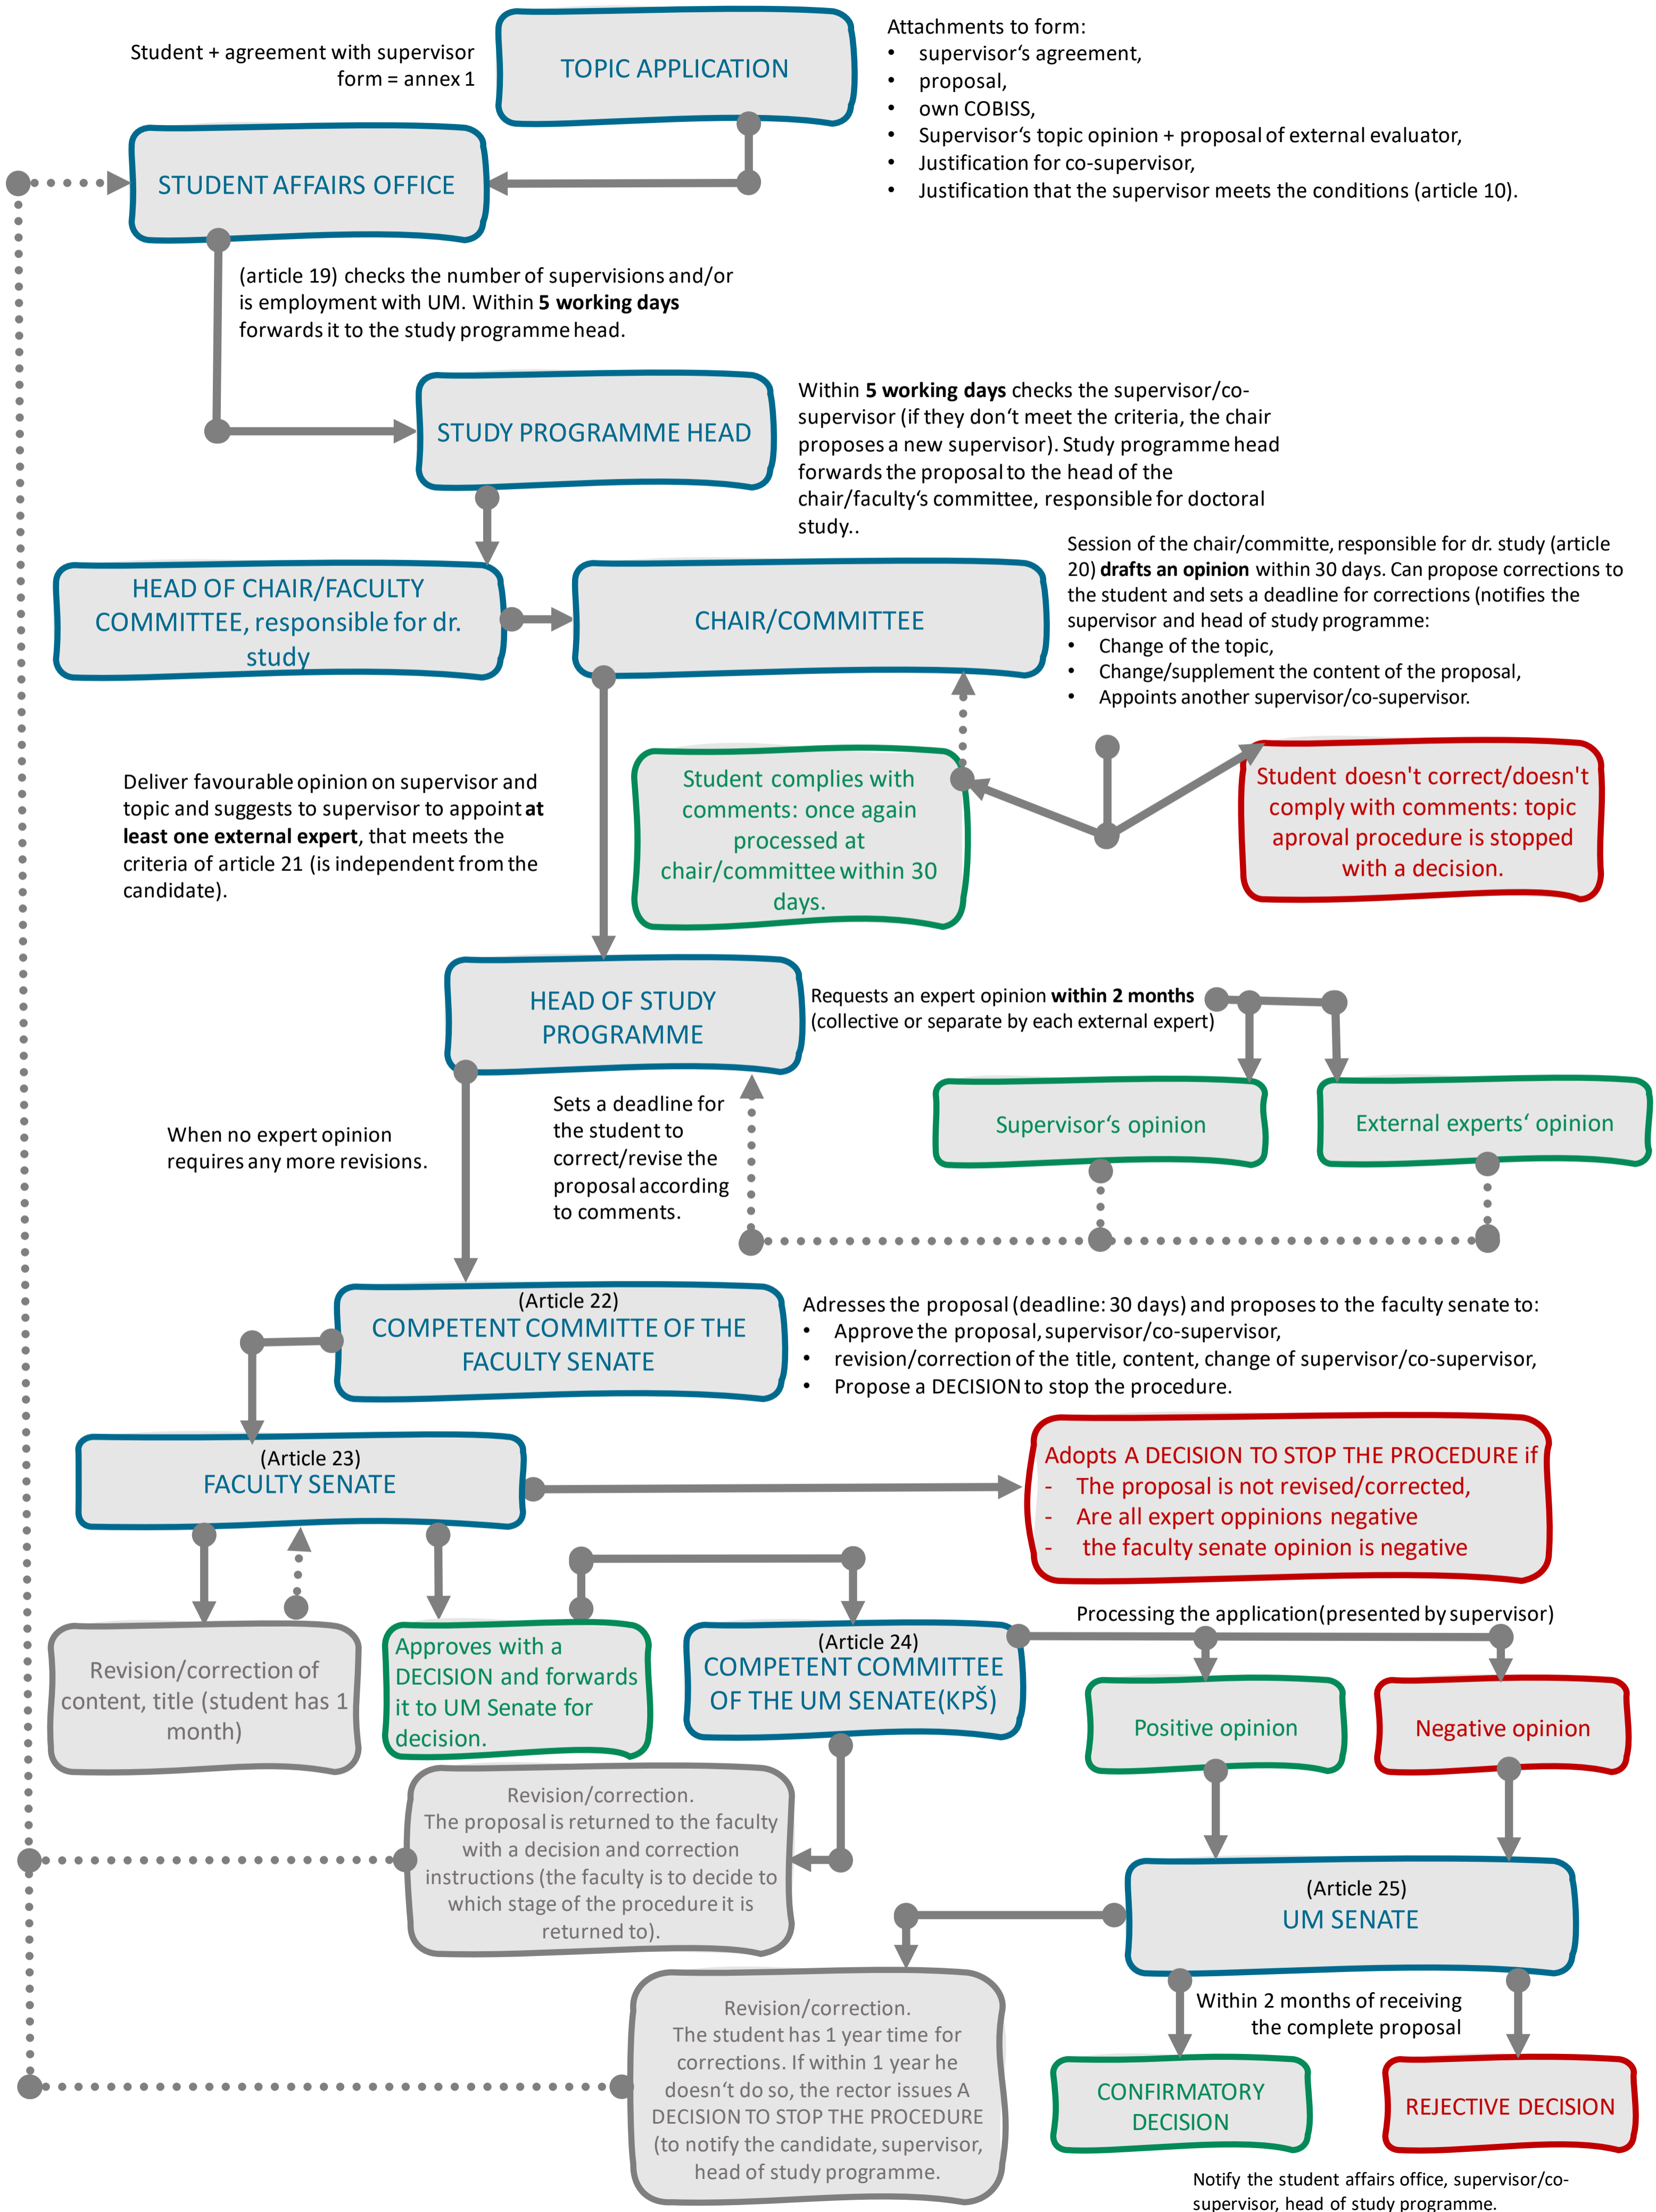 Student + agreement with supervisor
form = annex 1
TOPIC APPLICATION
Attachments to form:
• supervisor‘s agreement,
• proposal,
• own COBISS,
• Supervisor‘s topic opinion + proposal of external evaluator,
• Justification for co-supervisor,
• Justification that the supervisor meets the conditions (article 10).
STUDENT AFFAIRS OFFICE
(article 19) checks the number of supervisions and/or
is employment with UM. Within 5 working days
forwards it to the study programme head.
STUDY PROGRAMME HEAD
Within 5 working days checks the supervisor/co-
supervisor (if they don‘t meet the criteria, the chair
proposes a new supervisor). Study programme head
forwards the proposal to the head of the
chair/faculty‘s committee, responsible for doctoral
study..
HEAD OF CHAIR/FACULTY
COMMITTEE, responsible for dr.
study
CHAIR/COMMITTEE
Session of the chair/committe, responsible for dr. study (article
20) drafts an opinion within 30 days. Can propose corrections to
the student and sets a deadline for corrections (notifies the
supervisor and head of study programme:
• Change of the topic,
• Change/supplement the content of the proposal,
• Appoints another supervisor/co-supervisor.
Deliver favourable opinion on supervisor and
topic and suggests to supervisor to appoint at
least one external expert, that meets the
criteria of article 21 (is independent from the
candidate).
Student complies with
comments: once again
processed at
chair/committee within 30
days.
Student doesn't correct/doesn't
comply with comments: topic
aproval procedure is stopped
with a decision.
HEAD OF STUDY
PROGRAMME
Requests an expert opinion within 2 months
(collective or separate by each external expert)
Supervisor‘s opinion
External experts‘ opinion
When no expert opinion
requires any more revisions.
Sets a deadline for
the student to
correct/revise the
proposal according
to comments.
(Article 22)
COMPETENT COMMITTE OF THE
FACULTY SENATE
Adresses the proposal (deadline: 30 days) and proposes to the faculty senate to:
• Approve the proposal, supervisor/co-supervisor,
• revision/correction of the title, content, change of supervisor/co-supervisor,
• Propose a DECISION to stop the procedure.
(Article 23)
FACULTY SENATE
Adopts A DECISION TO STOP THE PROCEDURE if
- The proposal is not revised/corrected,
- Are all expert oppinions negative
- the faculty senate opinion is negative
Revision/correction of
content, title (student has 1
month)
Approves with a
DECISION and forwards
it to UM Senate for
decision.
(Article 24)
COMPETENT COMMITTEE
OF THE UM SENATE(KPŠ)
Processing the application(presented by supervisor)
Positive opinion
Negative opinion
Revision/correction.
The proposal is returned to the faculty
with a decision and correction
instructions (the faculty is to decide to
which stage of the procedure it is
returned to).
(Article 25)
UM SENATE
Revision/correction.
The student has 1 year time for
corrections. If within 1 year he
doesn‘t do so, the rector issues A
DECISION TO STOP THE PROCEDURE
(to notify the candidate, supervisor,
head of study programme.
Within 2 months of receiving
the complete proposal
CONFIRMATORY
DECISION
REJECTIVE DECISION
Notify the student affairs office, supervisor/co-
supervisor, head of study programme.